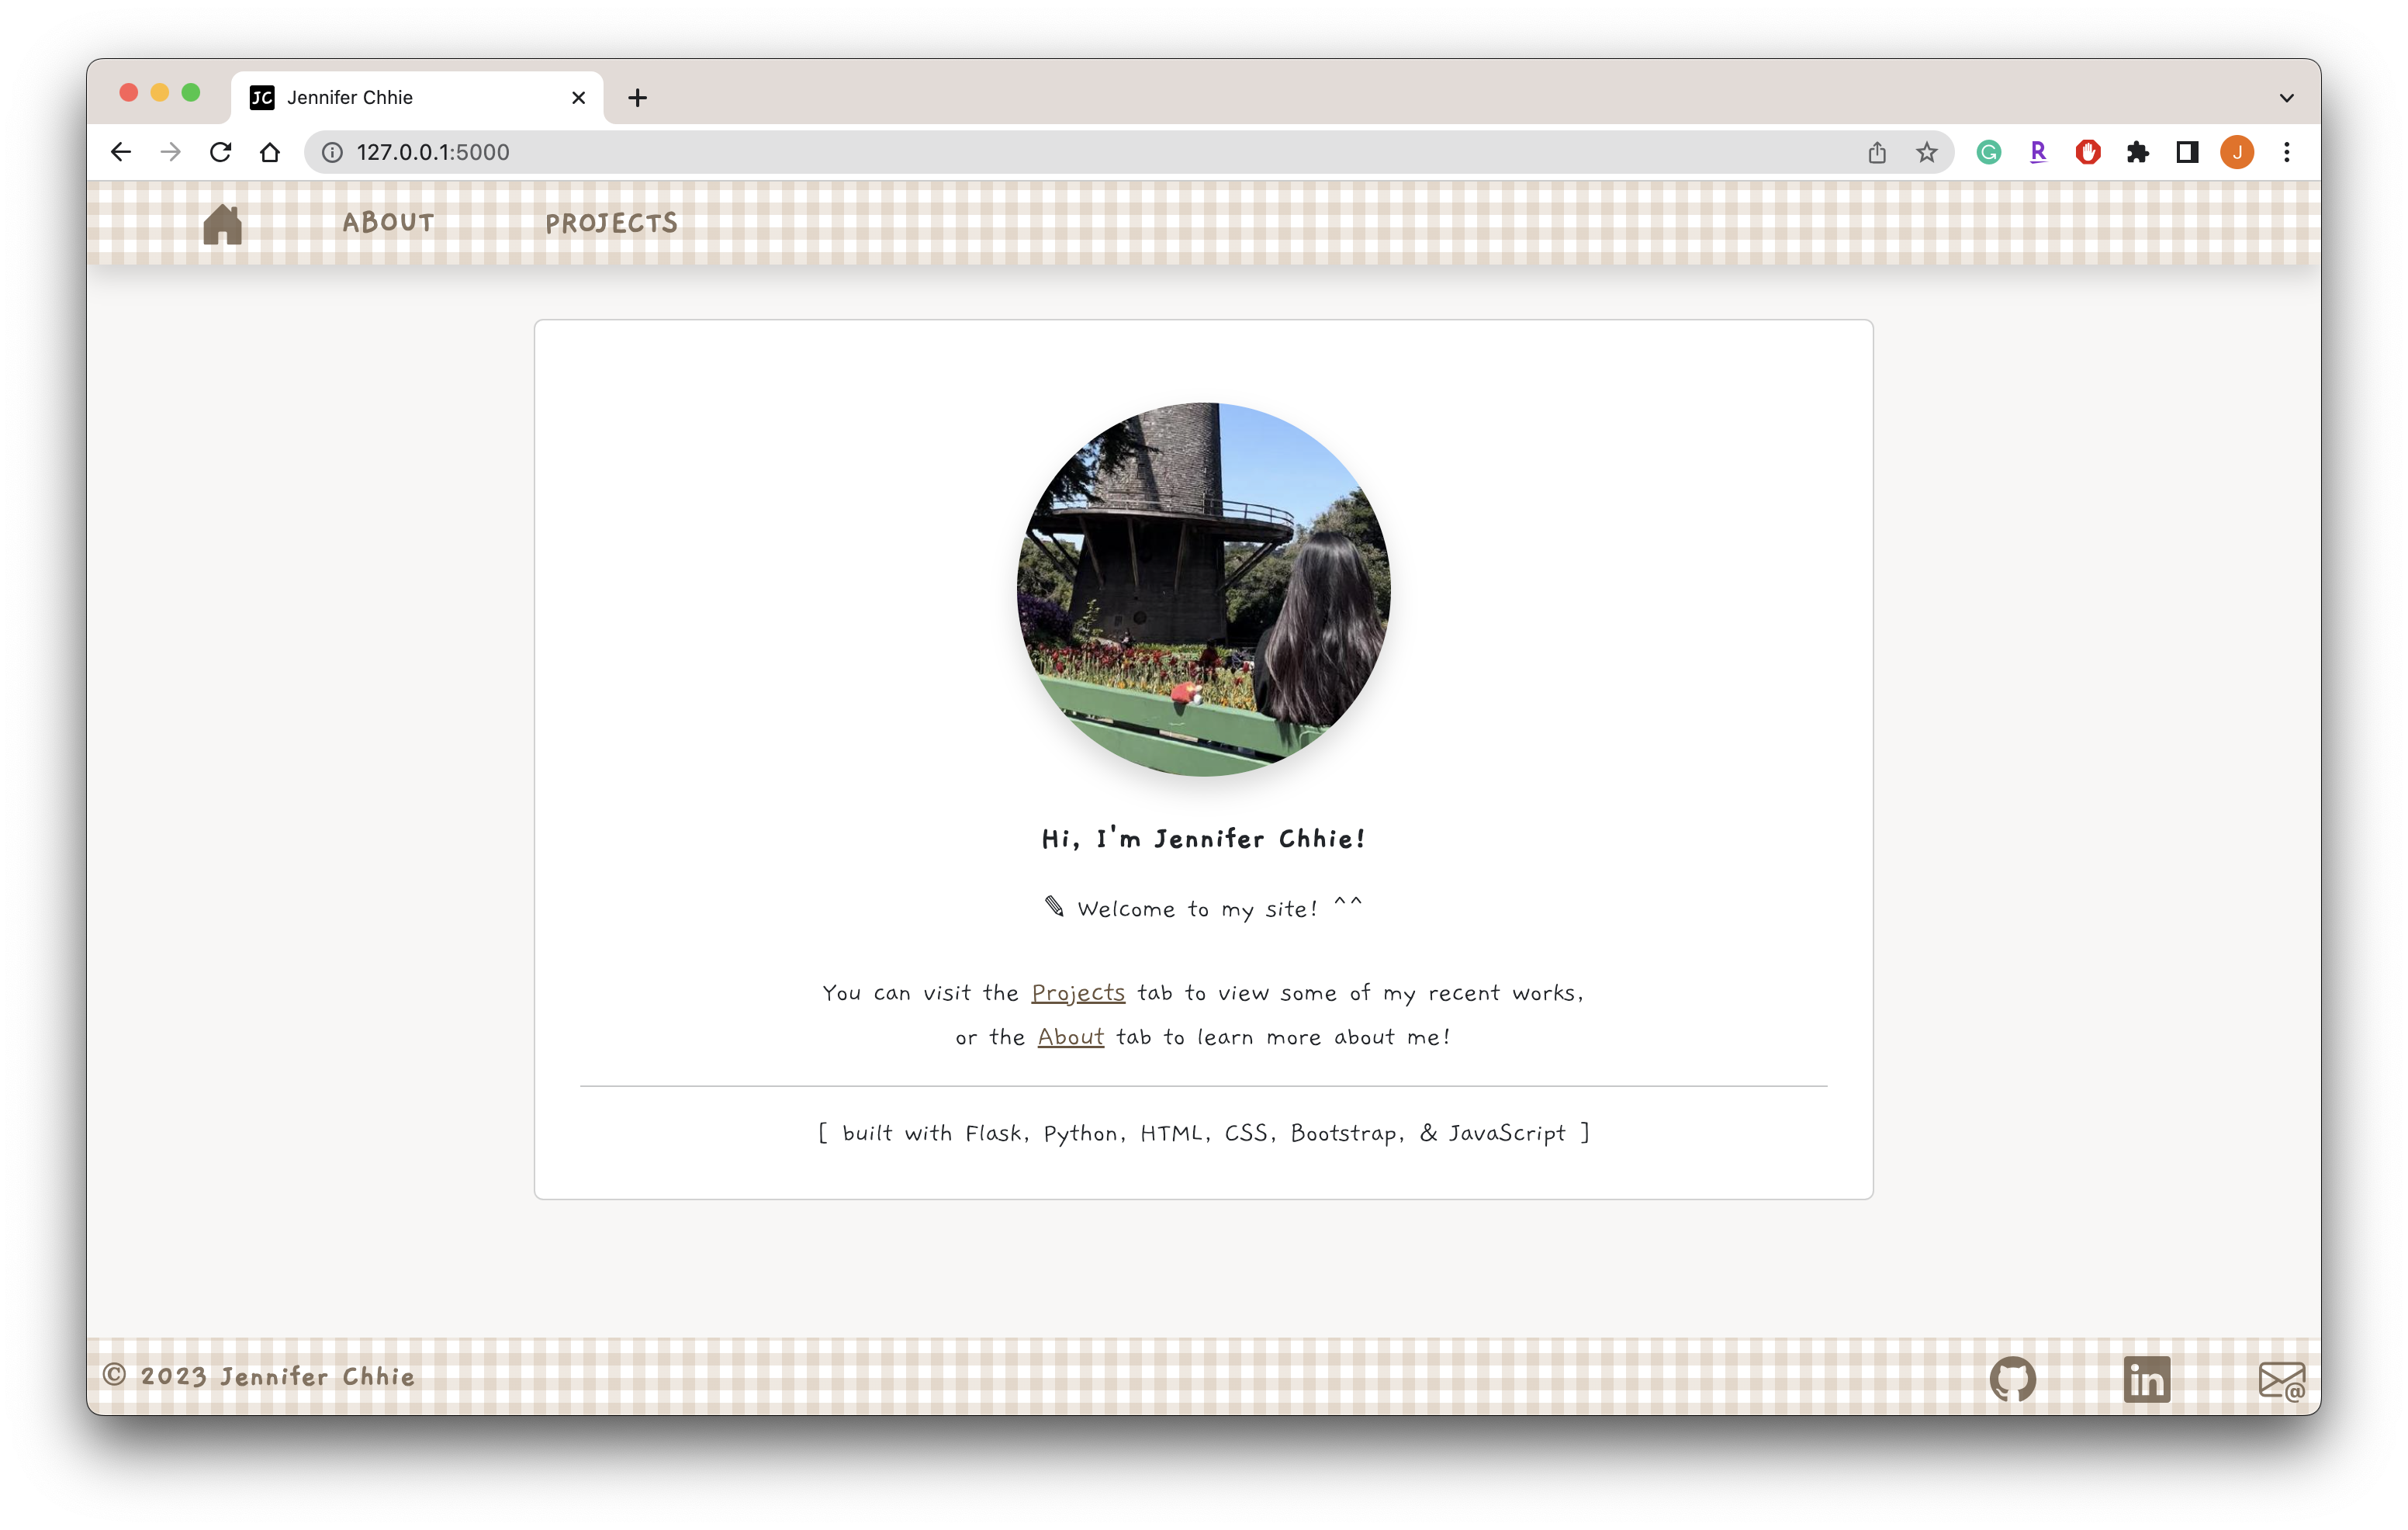 JC Jennifer Chhie
127.0.0.1:5000
R
J
ABOUT PROJECTS
Hi, I'm Jennifer Chhie!
✎ Welcome to my site! ^^
You can visit the Projects tab to view some of my recent works,
or the About tab to learn more about me!
[ built with Flask, Python, HTML, CSS, Bootstrap, & JavaScript ]
© 2023 Jennifer Chhie
in
@